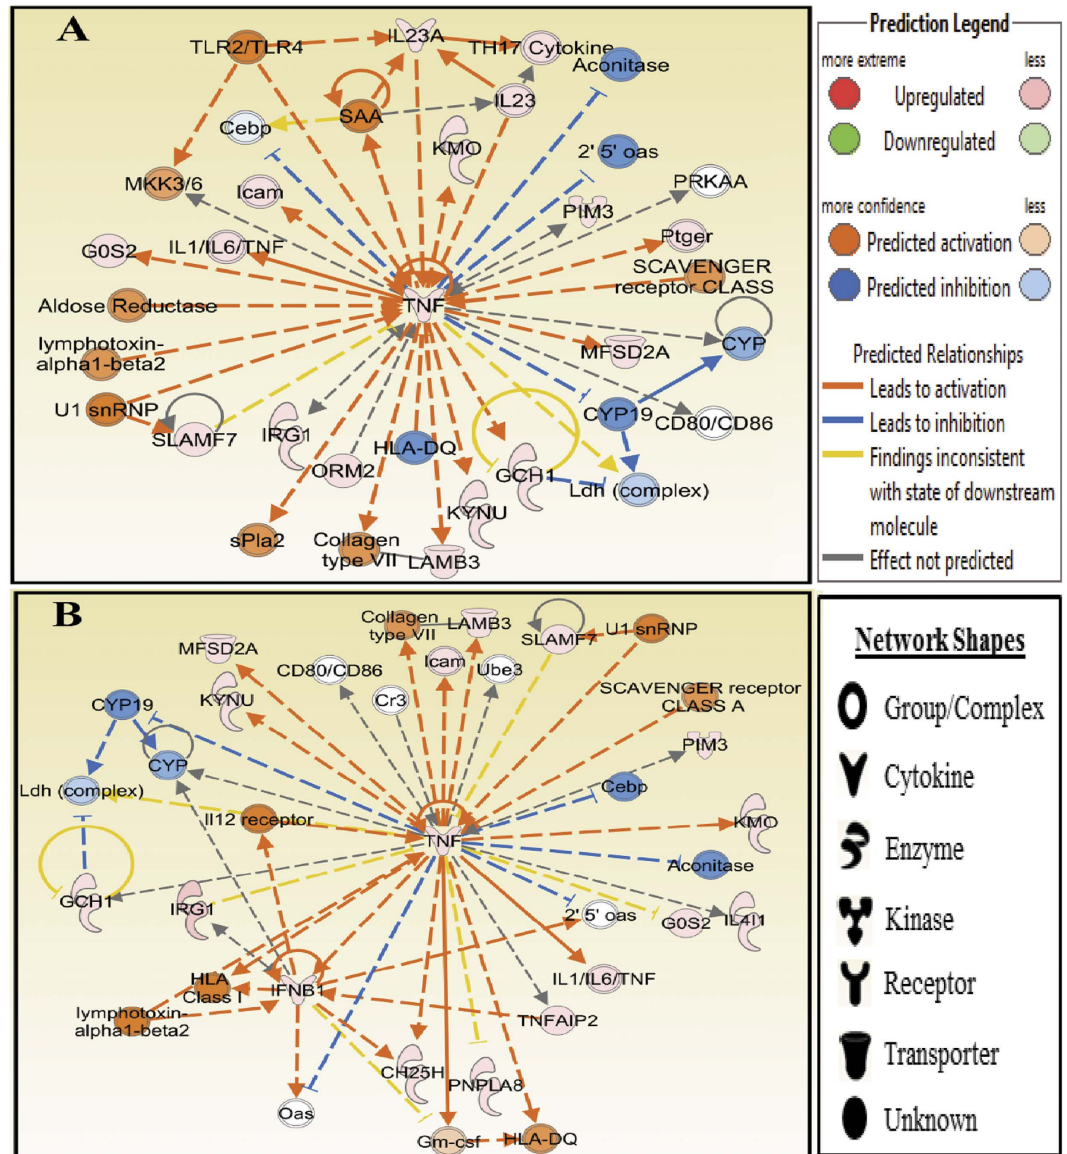 A
TLR2/TLR4
IL23A
TH17 Cytokine
Aconitase
SAA
IL23
Cebp
KMO
2' 5' oas
MKK3/6
Icam
PRKAA
PIM3
G0S2
IL1/IL6/TNF
Ptger
SCAVENGER
receptor CLASS
Aldose Reductase
TNF
lymphotoxin-
alpha1-beta2
MFSD2A
CYP
U1 snRNP
SLAMF7
IRG1
CYP19
CD80/CD86
HLA-DQ
ORM2
GCH1
Ldh (complex)
KYNU
sPla2
Collagen
type VII
LAMB3
Prediction Legend
more extreme
less
Upregulated
Downregulated
more confidence
less
Predicted activation
Predicted inhibition
Predicted Relationships
Leads to activation
Leads to inhibition
Findings inconsistent
with state of downstream
molecule
Effect not predicted
B
Collagen
type VII
LAMB3
SLAMF7
U1 snRNP
MFSD2A
CD80/CD86
Icam
Ube3
KYNU
Cr3
SCAVENGER receptor
CLASS A
CYP19
PIM3
CYP
Ldh (complex)
Cebp
Il12 receptor
TNF
KMO
Aconitase
GCH1
IRG1
2' 5' oas
G0S2
IL4I1
HLA
Class I
IFNB1
IL1/IL6/TNF
lymphotoxin-
alpha1-beta2
TNFAIP2
CH25H
PNPLA8
Oas
Gm-csf
HLA-DQ
Network Shapes
Group/Complex
Cytokine
Enzyme
Kinase
Receptor
Transporter
Unknown